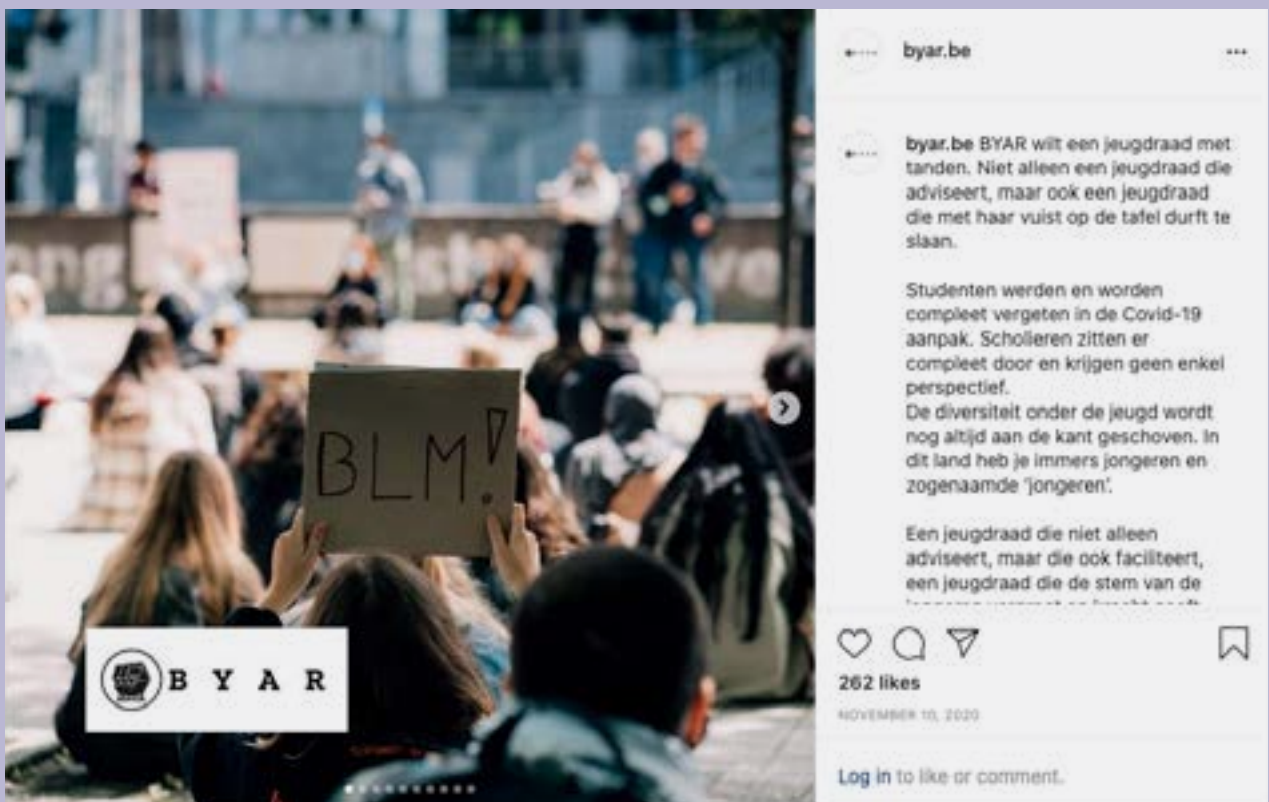 BLM!
BYAR
byar.be
byar.be BYAR wilt een jeugdraad met
tanden. Niet alleen een jeugdraad die
adviseert, maar ook een jeugdraad
die met haar vuist op de tafel durft te
slaan.
Studenten werden en worden
compleet vergeten in de Covid-19
aanpak. Scholieren zitten er
compleet door en krijgen geen enkel
perspectief.
De diversiteit onder de jeugd wordt
nog altijd aan de kant geschoven. In
dit land heb je immers jongeren en
zogenaamde ‘jongeren’.
Een jeugdraad die niet alleen
adviseert, maar die ook faciliteert,
een jeugdraad die de stem van de
262 likes
NOVEMBER 10, 2020
Log in to like or comment.